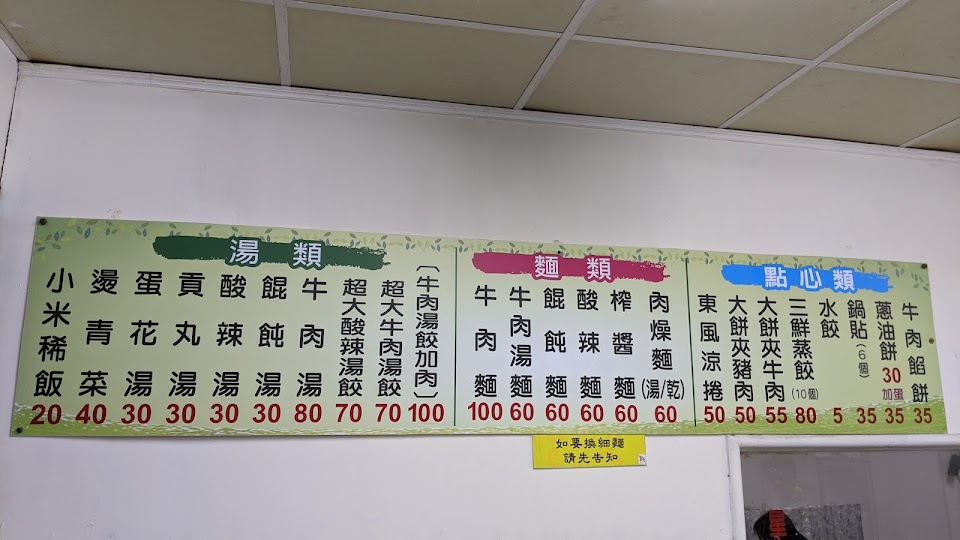 點心類
牛肉餡餅 35
蔥油餅 30 加蛋 35
鍋貼(6個) 35
水餃 5
三鮮蒸餃(10個) 80
大餅夾牛肉 55
大餅夾豬肉 50
東風涼捲 50
麵類
肉燥麵(湯/乾) 60
榨醬麵 60
酸辣麵 60
餛飩麵 60
牛肉湯麵 60
牛肉麵 100
湯類
(牛肉湯餃加肉) 100
超大牛肉湯餃 70
超大酸辣湯餃 70
牛肉湯 80
餛飩湯 30
酸辣湯 30
貢丸湯 30
蛋花湯 30
燙青菜 40
小米稀飯 20
如要換細麵
請先告知